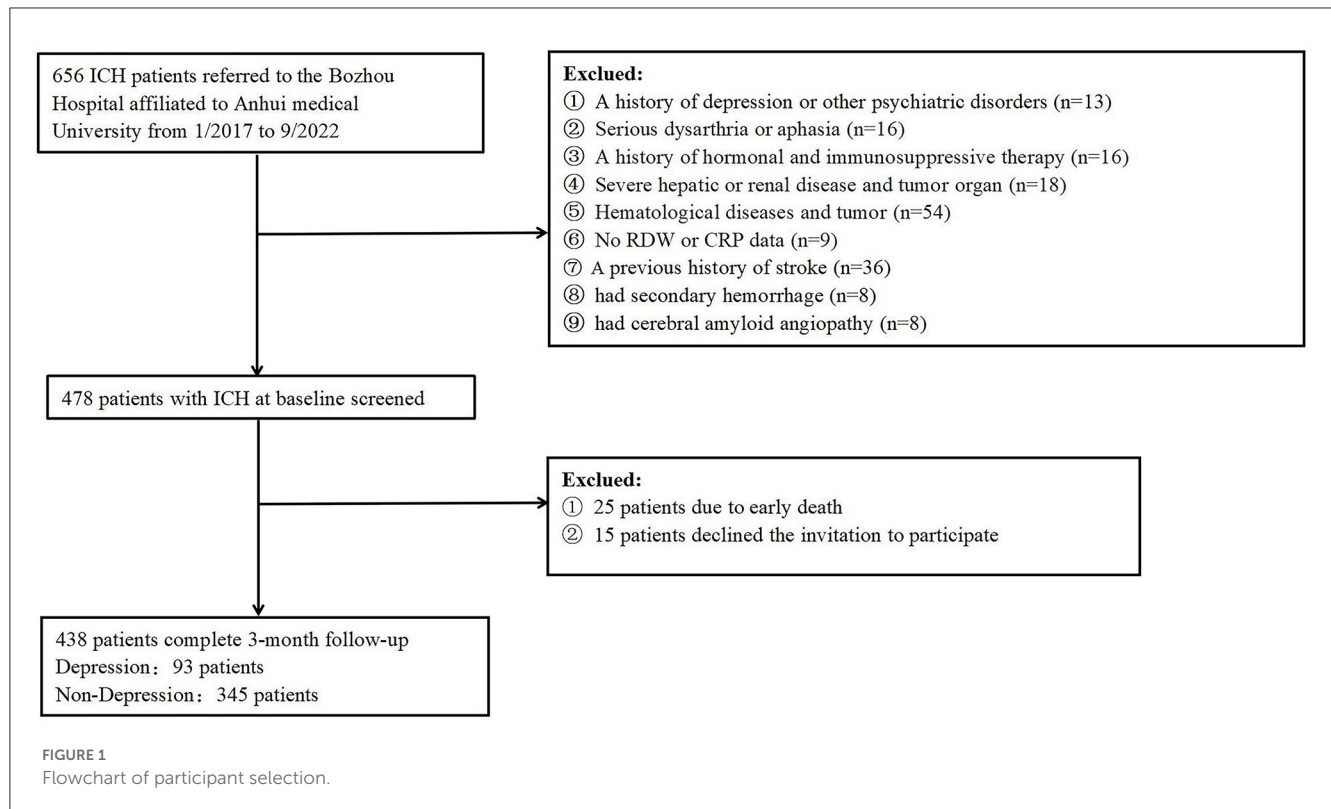 656 ICH patients referred to the Bozhou
Hospital affiliated to Anhui medical
University from 1/2017 to 9/2022
Exclued:
① A history of depression or other psychiatric disorders (n=13)
② Serious dysarthria or aphasia (n=16)
③ A history of hormonal and immunosuppressive therapy (n=16)
④ Severe hepatic or renal disease and tumor organ (n=18)
⑤ Hematological diseases and tumor (n=54)
⑥ No RDW or CRP data (n=9)
⑦ A previous history of stroke (n=36)
⑧ had secondary hemorrhage (n=8)
⑨ had cerebral amyloid angiopathy (n=8)
478 patients with ICH at baseline screened
Exclued:
① 25 patients due to early death
② 15 patients declined the invitation to participate
438 patients complete 3-month follow-up
Depression：93 patients
Non-Depression：345 patients
FIGURE 1
Flowchart of participant selection.